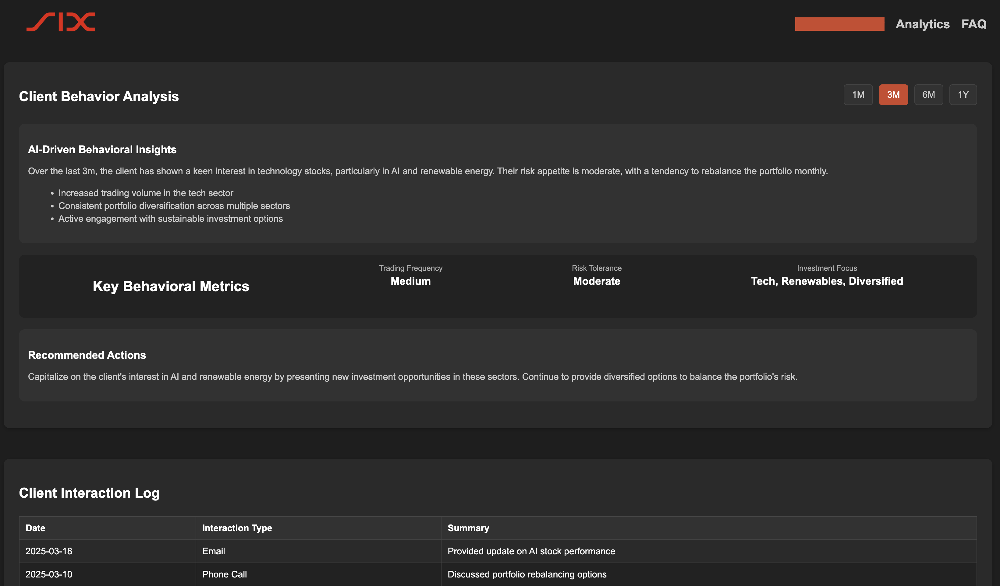 SIX
Analytics FAQ
Client Behavior Analysis
1M 3M 6M 1Y
AI-Driven Behavioral Insights
Over the last 3m, the client has shown a keen interest in technology stocks, particularly in AI and renewable energy. Their risk appetite is moderate, with a tendency to rebalance the portfolio monthly.
• Increased trading volume in the tech sector
• Consistent portfolio diversification across multiple sectors
• Active engagement with sustainable investment options
Key Behavioral Metrics
Trading Frequency
Medium
Risk Tolerance
Moderate
Investment Focus
Tech, Renewables, Diversified
Recommended Actions
Capitalize on the client's interest in AI and renewable energy by presenting new investment opportunities in these sectors. Continue to provide diversified options to balance the portfolio's risk.
Client Interaction Log
Date Interaction Type Summary
2025-03-18 Email Provided update on AI stock performance
2025-03-10 Phone Call Discussed portfolio rebalancing options